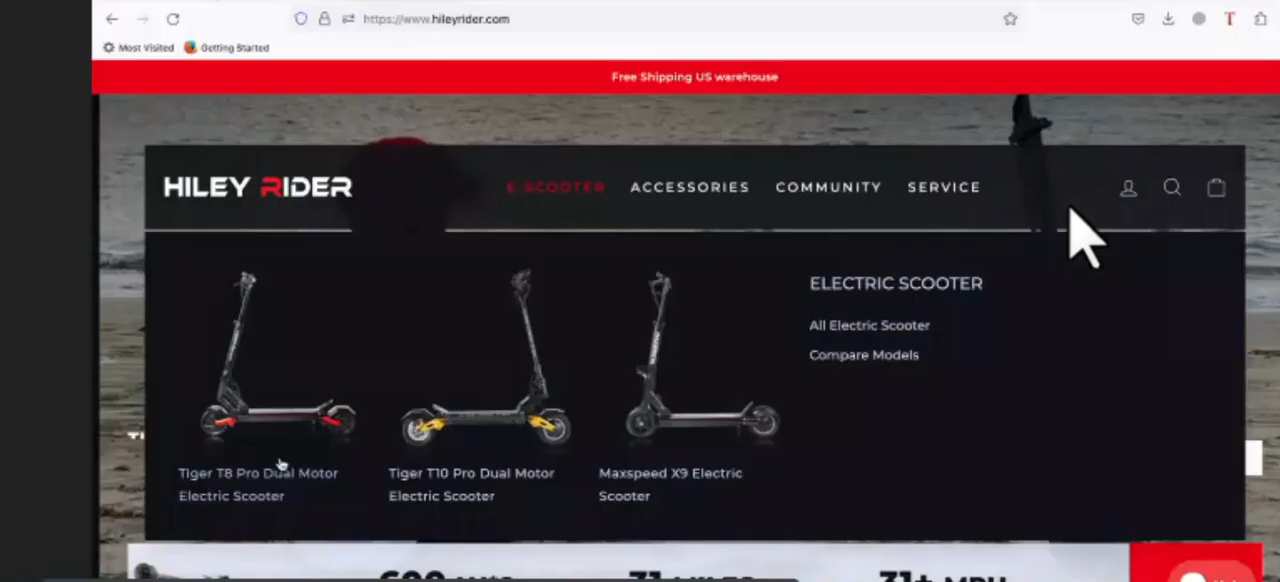 https://www.hileyrider.com
Most Visited Getting Started
Free Shipping US warehouse
HILEY RIDER
E SCOOTER ACCESSORIES COMMUNITY SERVICE
ELECTRIC SCOOTER
All Electric Scooter
Compare Models
Tiger T8 Pro Dual Motor
Electric Scooter
Tiger T10 Pro Dual Motor
Electric Scooter
Maxspeed X9 Electric
Scooter